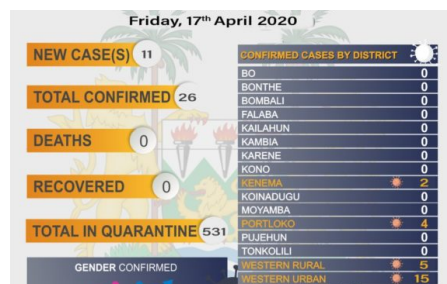 Friday, 17th April 2020
NEW CASE(S) 11
TOTAL CONFIRMED 26
DEATHS 0
RECOVERED 0
TOTAL IN QUARANTINE 531
GENDER CONFIRMED
CONFIRMED CASES BY DISTRICT
BO 0
BONTHE 0
BOMBALI 0
FALABA 0
KAILAHUN 0
KAMBIA 0
KARENE 0
KONO 0
KENEMA 2
KOINADUGU 0
MOYAMBA 0
PORTLOKO 4
PUJEHUN 0
TONKOLILI 0
WESTERN RURAL 5
WESTERN URBAN 15